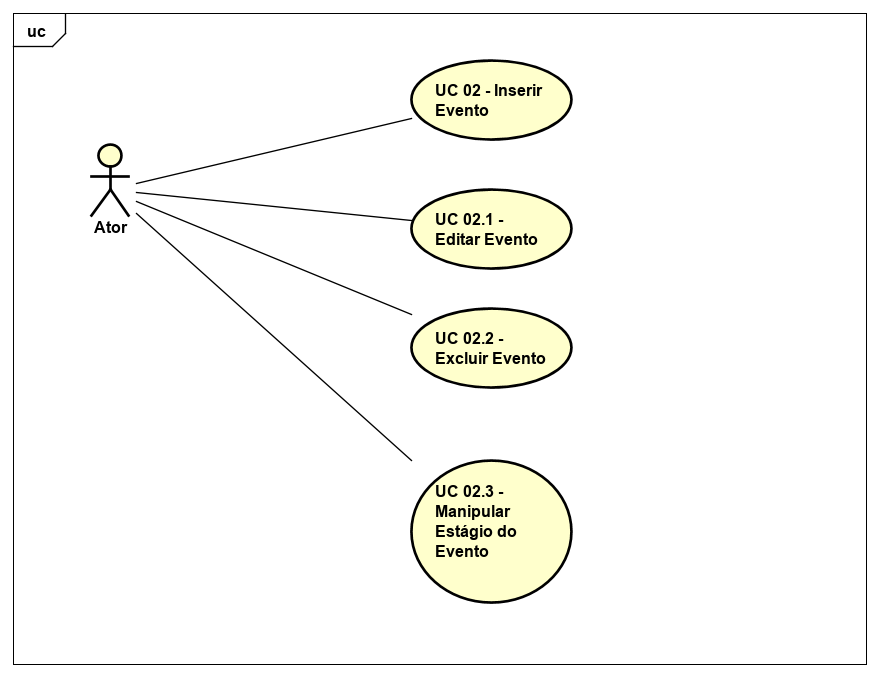 uc
UC 02 - Inserir
Evento
Ator
UC 02.1 -
Editar Evento
UC 02.2 -
Excluir Evento
UC 02.3 -
Manipular
Estágio do
Evento